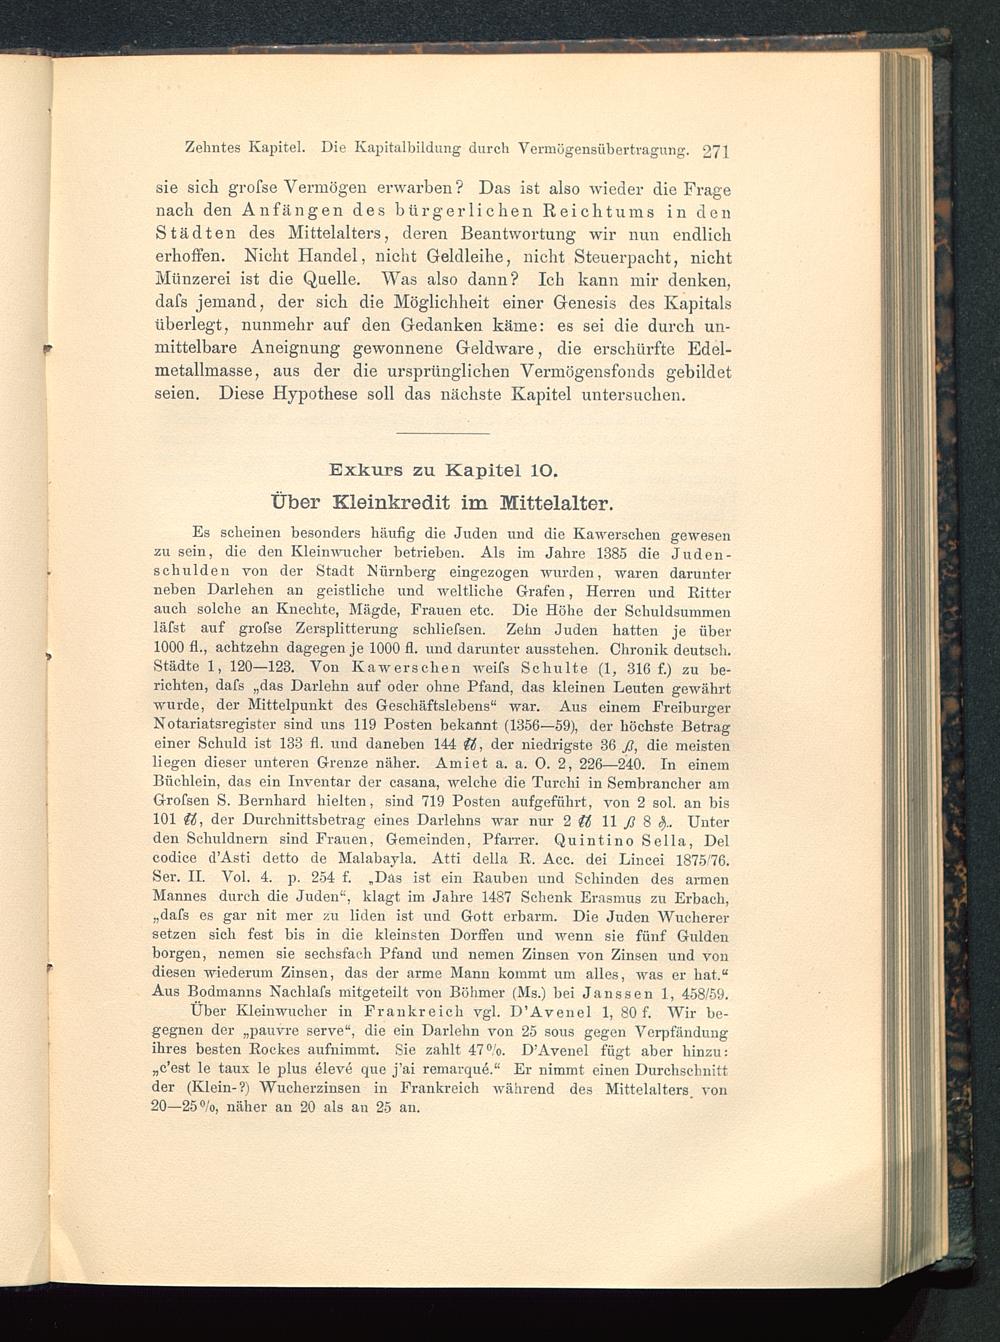 Zehntes Kapitel. Die Kapitalbildung durch Vermögensübertragung. 271
sie sich groſse Vermögen erwarben? Das ist also wieder die Frage
nach den Anfängen des bürgerlichen Reichtums in den
Städten des Mittelalters, deren Beantwortung wir nun endlich
erhoffen. Nicht Handel, nicht Geldleihe, nicht Steuerpacht, nicht
Münzerei ist die Quelle. Was also dann? Ich kann mir denken,
daſs jemand, der sich die Möglichheit einer Genesis des Kapitals
überlegt, nunmehr auf den Gedanken käme: es sei die durch un-
mittelbare Aneignung gewonnene Geldware, die erschürfte Edel-
metallmasse, aus der die ursprünglichen Vermögensfonds gebildet
seien. Diese Hypothese soll das nächste Kapitel untersuchen.
Exkurs zu Kapitel 10.
Über Kleinkredit im Mittelalter.
Es scheinen besonders häufig die Juden und die Kawerschen gewesen
zu sein, die den Kleinwucher betrieben. Als im Jahre 1385 die Juden-
schulden von der Stadt Nürnberg eingezogen wurden, waren darunter
neben Darlehen an geistliche und weltliche Grafen, Herren und Ritter
auch solche an Knechte, Mägde, Frauen etc. Die Höhe der Schuldsummen
läſst auf groſse Zersplitterung schlieſsen. Zehn Juden hatten je über
1000 fl., achtzehn dagegen je 1000 fl. und darunter ausstehen. Chronik deutsch.
Städte 1, 120—123. Von Kawerschen weiſs Schulte (1, 316 f.) zu be-
richten, daſs „das Darlehn auf oder ohne Pfand, das kleinen Leuten gewährt
wurde, der Mittelpunkt des Geschäftslebens“ war. Aus einem Freiburger
Notariatsregister sind uns 119 Posten bekannt (1356—59), der höchste Betrag
einer Schuld ist 133 fl. und daneben 144 ℔, der niedrigste 36 ß, die meisten
liegen dieser unteren Grenze näher. Amiet a. a. O. 2, 226—240. In einem
Büchlein, das ein Inventar der casana, welche die Turchi in Sembrancher am
Groſsen S. Bernhard hielten, sind 719 Posten aufgeführt, von 2 sol. an bis
101 ℔, der Durchnittsbetrag eines Darlehns war nur 2 ℔ 11 ß 8 ₰. Unter
den Schuldnern sind Frauen, Gemeinden, Pfarrer. Quintino Sella, Del
codice d'Asti detto de Malabayla. Atti della R. Acc. dei Lincei 1875/76.
Ser. II. Vol. 4. p. 254 f. „Das ist ein Rauben und Schinden des armen
Mannes durch die Juden“, klagt im Jahre 1487 Schenk Erasmus zu Erbach,
„daſs es gar nit mer zu liden ist und Gott erbarm. Die Juden Wucherer
setzen sich fest bis in die kleinsten Dorffen und wenn sie fünf Gulden
borgen, nemen sie sechsfach Pfand und nemen Zinsen von Zinsen und von
diesen wiederum Zinsen, das der arme Mann kommt um alles, was er hat.“
Aus Bodmanns Nachlaſs mitgeteilt von Böhmer (Ms.) bei Janssen 1, 458/59.
Über Kleinwucher in Frankreich vgl. D'Avenel 1, 80 f. Wir be-
gegnen der „pauvre serve“, die ein Darlehn von 25 sous gegen Verpfändung
ihres besten Rockes aufnimmt. Sie zahlt 47%. D'Avenel fügt aber hinzu:
„c'est le taux le plus élevé que j'ai remarqué.“ Er nimmt einen Durchschnitt
der (Klein-?) Wucherzinsen in Frankreich während des Mittelalters von
20—25%, näher an 20 als an 25 an.